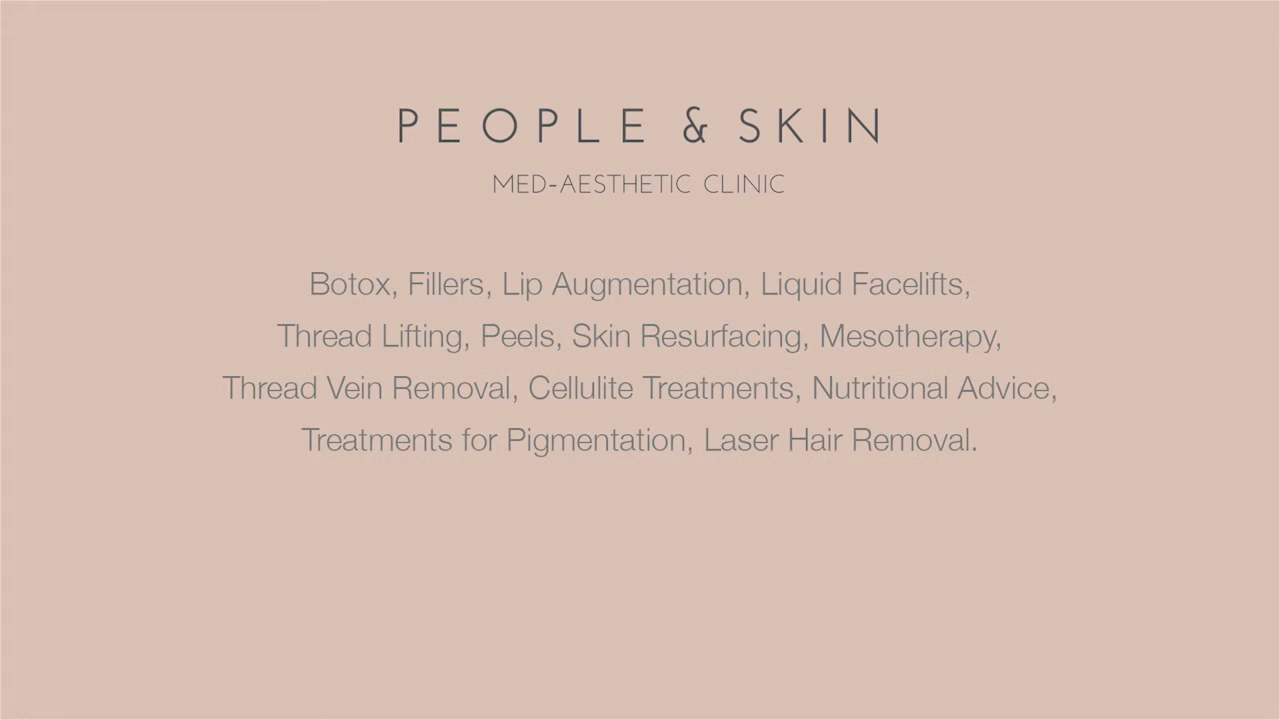 PEOPLE & SKIN
MED-AESTHETIC CLINIC
Botox, Fillers, Lip Augmentation, Liquid Facelifts,
Thread Lifting, Peels, Skin Resurfacing, Mesotherapy,
Thread Vein Removal, Cellulite Treatments, Nutritional Advice,
Treatments for Pigmentation, Laser Hair Removal.